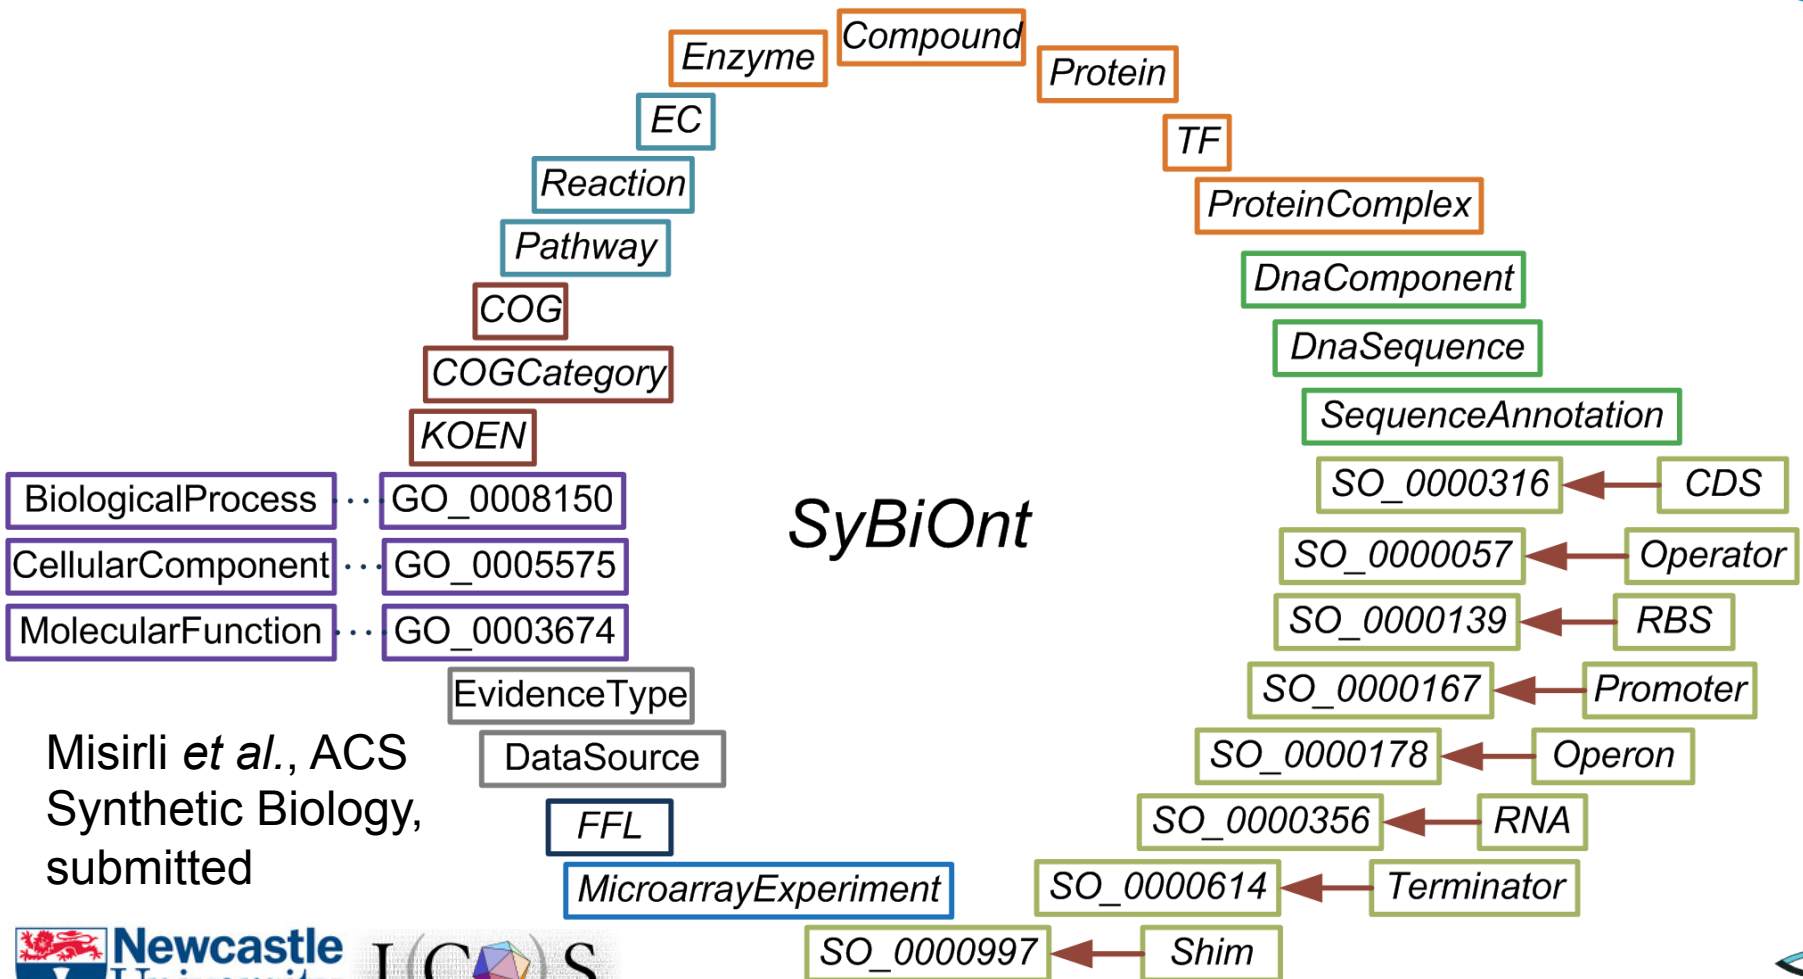 Compound
Enzyme
Protein
EC
TF
Reaction
ProteinComplex
Pathway
DnaComponent
COG
DnaSequence
COGCategory
SequenceAnnotation
KOEN
SO_0000316 CDS
BiologicalProcess GO_0008150
SyBiOnt
SO_0000057 Operator
CellularComponent GO_0005575
SO_0000139 RBS
MolecularFunction GO_0003674
SO_0000167 Promoter
EvidenceType
SO_0000178 Operon
DataSource
Misirli et al., ACS
Synthetic Biology,
submitted
SO_0000356 RNA
FFL
SO_0000614 Terminator
MicroarrayExperiment
SO_0000997 Shim
Newcastle
University
I(C S